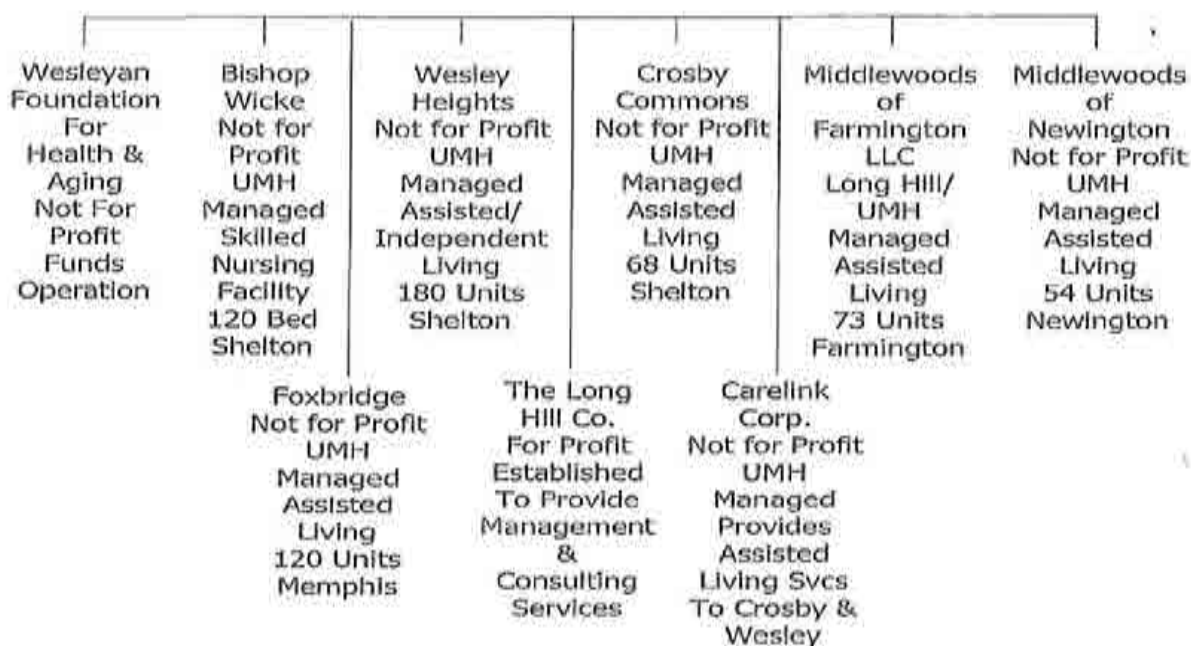 Wesleyan
Foundation
For
Health &
Aging
Not For
Profit
Funds
Operation
Bishop
Wicke
Not for
Profit
UMH
Managed
Skilled
Nursing
Facility
120 Bed
Shelton
Wesley
Heights
Not for Profit
UMH
Managed
Assisted/
Independent
Living
180 Units
Shelton
Crosby
Commons
Not for Profit
UMH
Managed
Assisted
Living
68 Units
Shelton
Middlewoods
of
Farmington
LLC
Long Hill/
UMH
Managed
Assisted
Living
73 Units
Farmington
Middlewoods
of
Newington
Not for Profit
UMH
Managed
Assisted
Living
54 Units
Newington
Foxbridge
Not for Profit
UMH
Managed
Assisted
Living
120 Units
Memphis
The Long
Hill Co.
For Profit
Established
To Provide
Management
&
Consulting
Services
Carelink
Corp.
Not for Profit
UMH
Managed
Provides
Assisted
Living Svcs
To Crosby &
Wesley